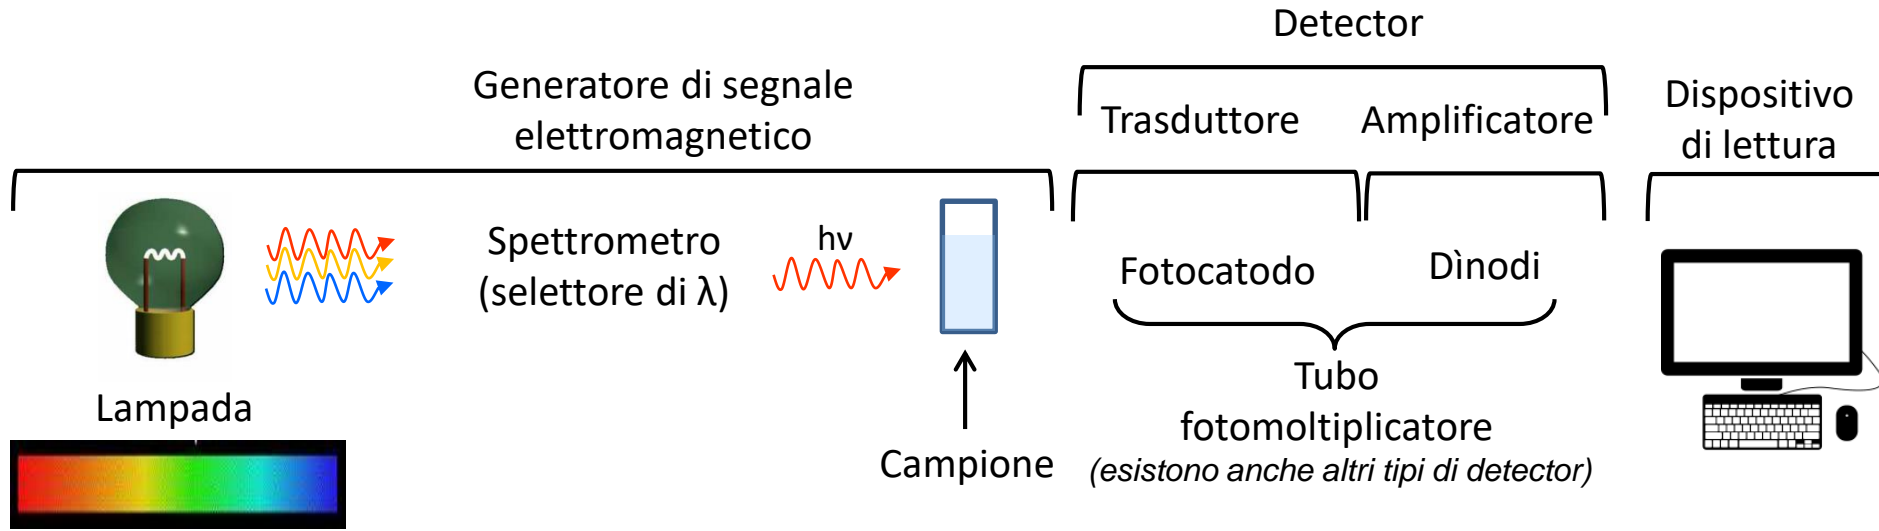 Detector
Generatore di segnale
elettromagnetico
Trasduttore
Amplificatore
Dispositivo
di lettura
Spettrometro
(selettore di λ)
hν
Fotocatodo
Dìnodi
Lampada
Campione
Tubo
fotomoltiplicatore
(esistono anche altri tipi di detector)